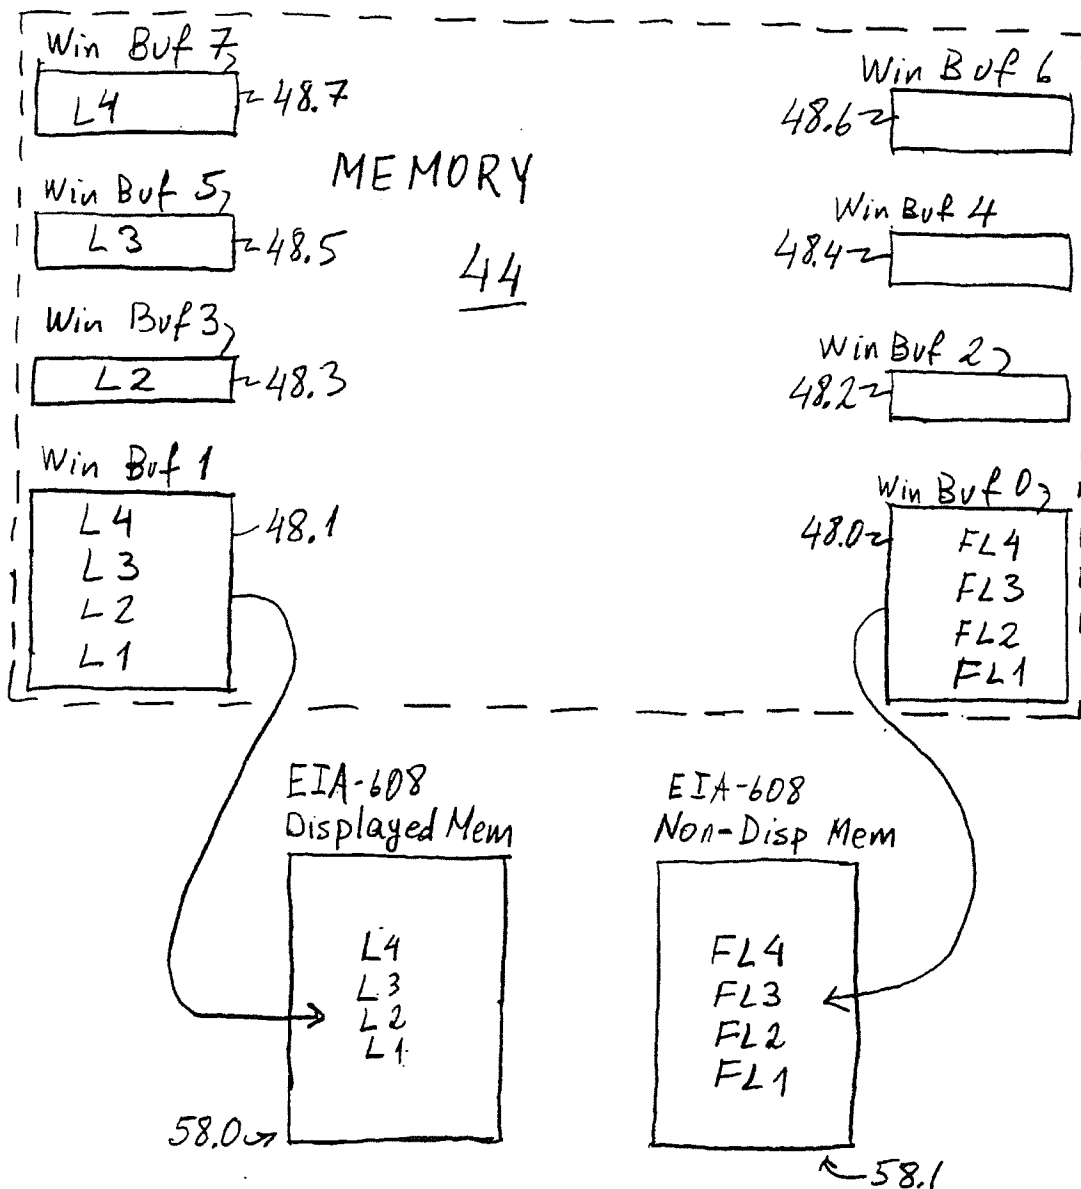 Win Buf 7
L4
48.7
Win Buf 6
48.6
MEMORY
44
Win Buf 5
L3
48.5
Win Buf 4
48.4
Win Buf 3
L2
48.3
Win Buf 2
48.2
Win Buf 1
L4
L3
L2
L1
48.1
Win Buf 0
48.0
FL4
FL3
FL2
FL1
EIA-608
Displayed Mem
L4
L3
L2
L1
58.0
EIA-608
Non-Disp Mem
FL4
FL3
FL2
FL1
58.1